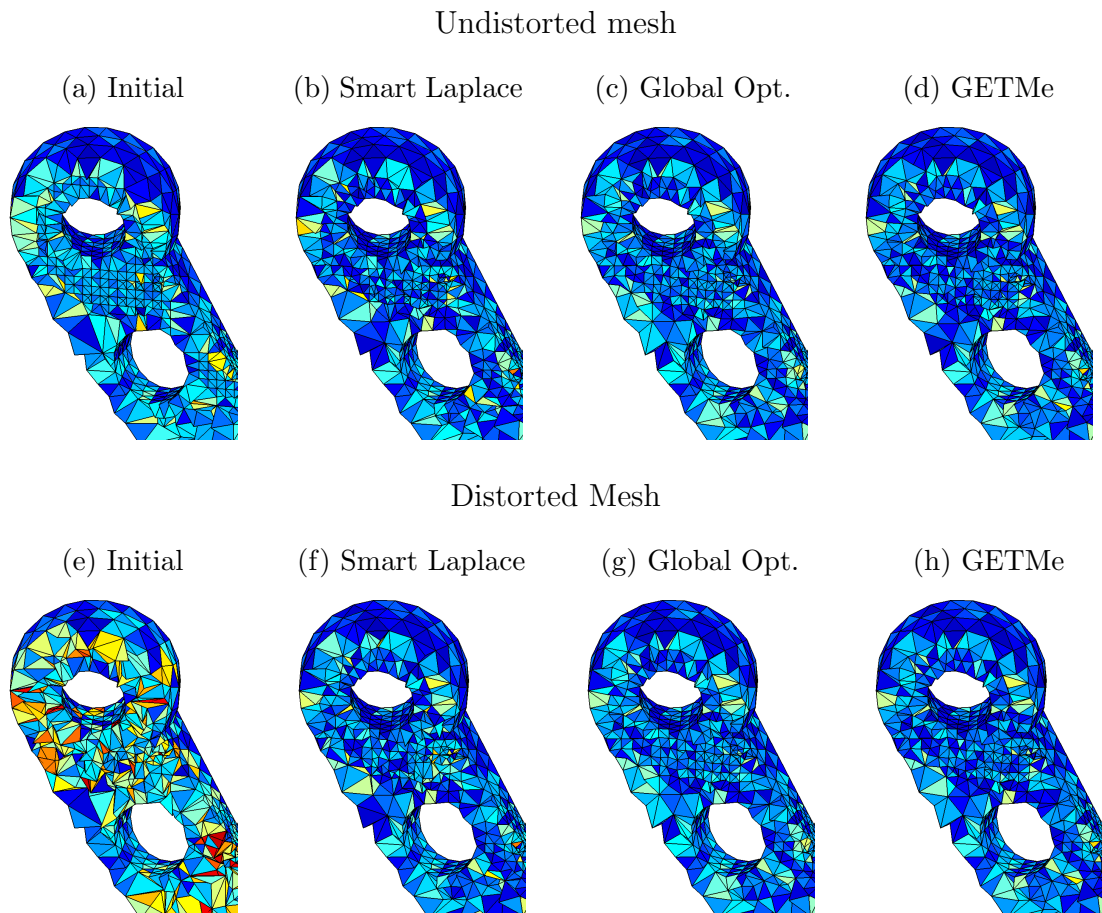 Undistorted mesh
(a) Initial
(b) Smart Laplace
(c) Global Opt.
(d) GETMe
Distorted Mesh
(e) Initial
(f) Smart Laplace
(g) Global Opt.
(h) GETMe